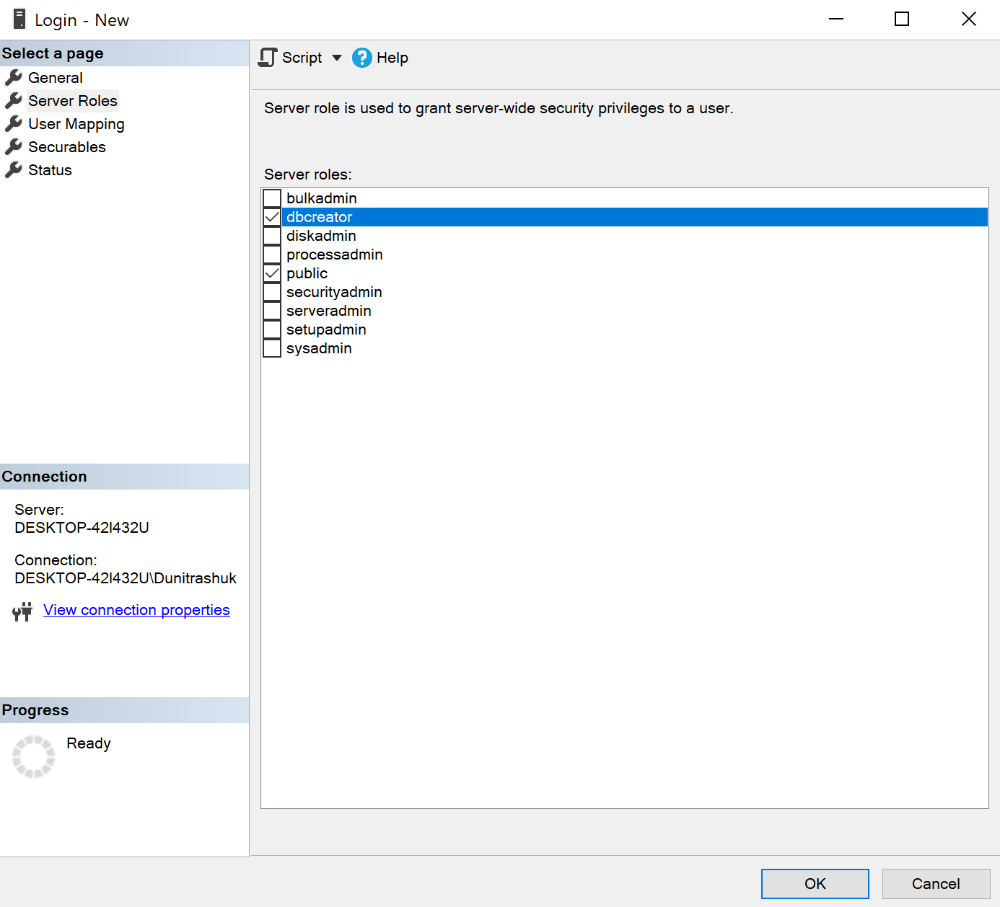 Login - New
Select a page
General
Server Roles
User Mapping
Securables
Status
Script
Help
Server role is used to grant server-wide security privileges to a user.
Server roles:
bulkadmin
dbcreator
diskadmin
processadmin
public
securityadmin
serveradmin
setupadmin
sysadmin
Connection
Server:
DESKTOP-42I432U
Connection:
DESKTOP-42I432U\Dunitrashuk
View connection properties
Progress
Ready
OK
Cancel